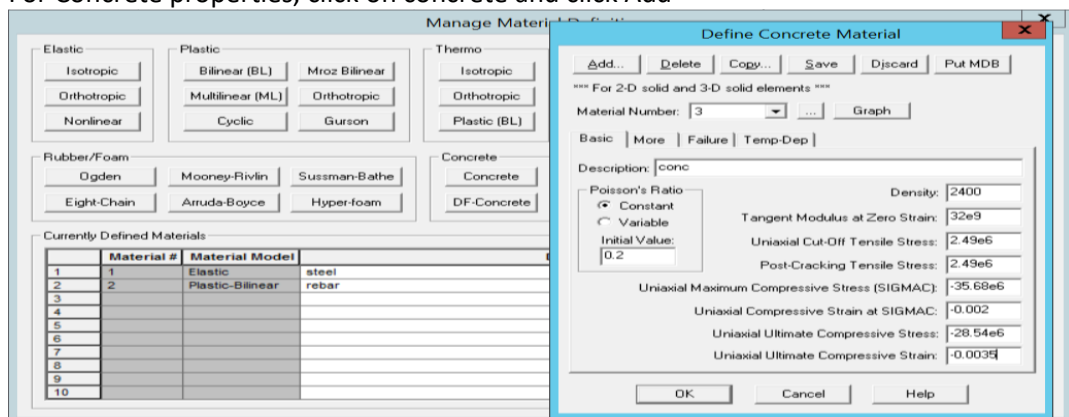 For Concrete properties, click on concrete and click Add
Manage Material Definiti
Elastic
Isotropic
Orthotropic
Nonlinear
Plastic
Bilinear (BL)
Mroz Bilinear
Multilinear (ML)
Orthotropic
Cyclic
Gurson
Thermo
Isotropic
Orthotropic
Plastic (BL)
Rubber/Foam
Ogden
Mooney-Rivlin
Sussman-Bathe
Eight-Chain
Arruda-Boyce
Hyper-foam
Concrete
Concrete
DF-Concrete
Currently Defined Materials
Material # Material Model
1 1 Elastic steel
2 2 Plastic-Bilinear rebar
3
4
5
6
7
8
9
10
Define Concrete Material X
Add... Delete Copy... Save Discard Put MDB
*** For 2-D solid and 3-D solid elements ***
Material Number: 3 ... Graph
Basic More Failure Temp-Dep
Description: conc
Poisson's Ratio
Constant
Variable
Initial Value:
0.2
Density: 2400
Tangent Modulus at Zero Strain: 32e9
Uniaxial Cut-Off Tensile Stress: 2.49e6
Post-Cracking Tensile Stress: 2.49e6
Uniaxial Maximum Compressive Stress (SIGMAC): -35.68e6
Uniaxial Compressive Strain at SIGMAC: -0.002
Uniaxial Ultimate Compressive Stress: -28.54e6
Uniaxial Ultimate Compressive Strain: -0.0035
OK Cancel Help